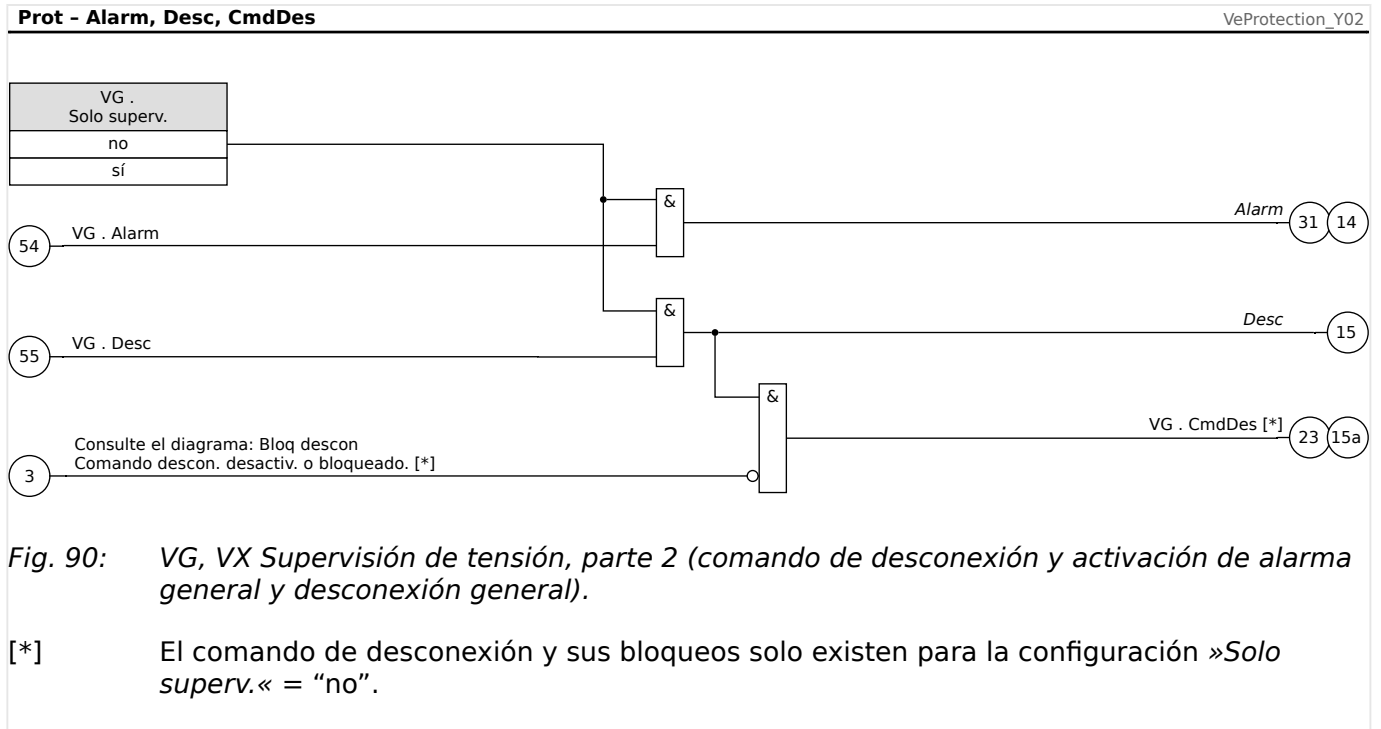 Prot – Alarm, Desc, CmdDes
VeProtection_Y02
VG .
Solo superv.
no
sí
&
Alarm
31 14
54
VG . Alarm
&
Desc
15
55
VG . Desc
&
VG . CmdDes [*]
23 15a
Consulte el diagrama: Bloq descon
Comando descon. desactiv. o bloqueado. [*]
3
Fig. 90: VG, VX Supervisión de tensión, parte 2 (comando de desconexión y activación de alarma
general y desconexión general).
[*] El comando de desconexión y sus bloqueos solo existen para la configuración »Solo
superv.« = “no”.